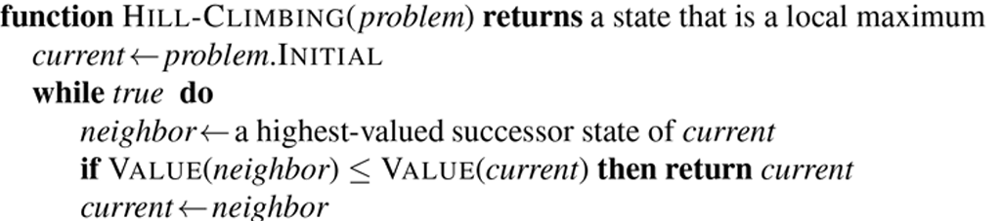 function HILL-CLIMBING(problem) returns a state that is a local maximum
current←problem.INITIAL
while true do
neighbor←a highest-valued successor state of current
if VALUE(neighbor) ≤ VALUE(current) then return current
current←neighbor